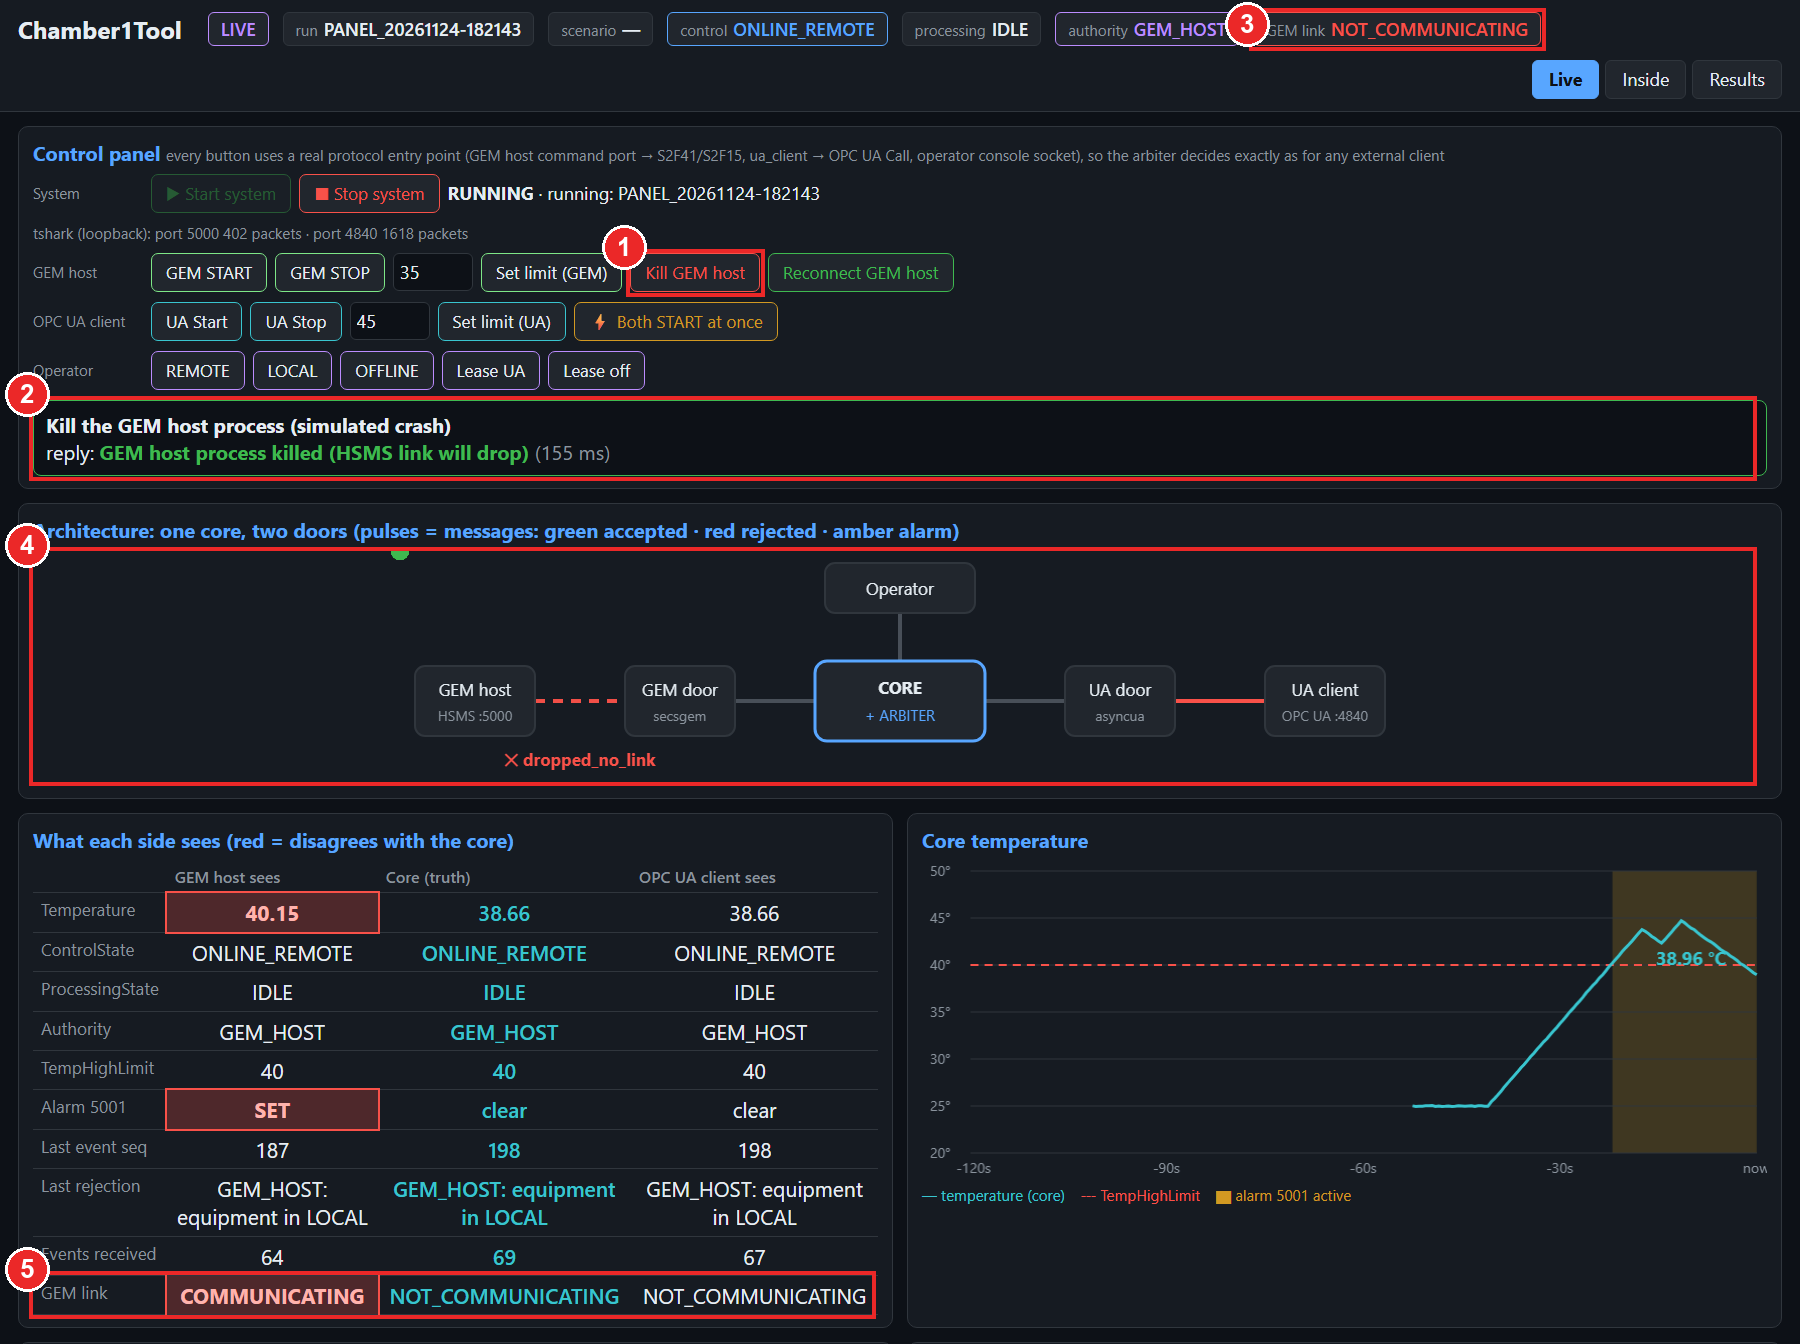 Chamber1Tool LIVE run PANEL_20261124-182143 scenario — control ONLINE_REMOTE processing IDLE authority GEM_HOST 3 GEM link NOT_COMMUNICATING
Live Inside Results
Control panel every button uses a real protocol entry point (GEM host command port → S2F41/S2F15, ua_client → OPC UA Call, operator console socket), so the arbiter decides exactly as for any external client
System ▶ Start system ■ Stop system RUNNING · running: PANEL_20261124-182143
tshark (loopback): port 5000 402 packets · port 4840 1618 packets
1
GEM host GEM START GEM STOP 35 Set limit (GEM) Kill GEM host Reconnect GEM host
OPC UA client UA Start UA Stop 45 Set limit (UA) ⚡ Both START at once
Operator REMOTE LOCAL OFFLINE Lease UA Lease off
2
Kill the GEM host process (simulated crash)
reply: GEM host process killed (HSMS link will drop) (155 ms)
Architecture: one core, two doors (pulses = messages: green accepted · red rejected · amber alarm)
4
Operator
GEM host GEM door CORE UA door UA client
HSMS :5000 secsgem + ARBITER asyncua OPC UA :4840
✕ dropped_no_link
What each side sees (red = disagrees with the core)
GEM host sees Core (truth) OPC UA client sees
Temperature 40.15 38.66 38.66
ControlState ONLINE_REMOTE ONLINE_REMOTE ONLINE_REMOTE
ProcessingState IDLE IDLE IDLE
Authority GEM_HOST GEM_HOST GEM_HOST
TempHighLimit 40 40 40
Alarm 5001 SET clear clear
Last event seq 187 198 198
Last rejection GEM_HOST: GEM_HOST: equipment GEM_HOST: equipment
equipment in LOCAL in LOCAL in LOCAL
Events received 64 69 67
5
GEM link COMMUNICATING NOT_COMMUNICATING NOT_COMMUNICATING
Core temperature
50°
45°
40° 38.96 °C
35°
30°
25°
20°
-120s -90s -60s -30s now
— temperature (core) --- TempHighLimit alarm 5001 active